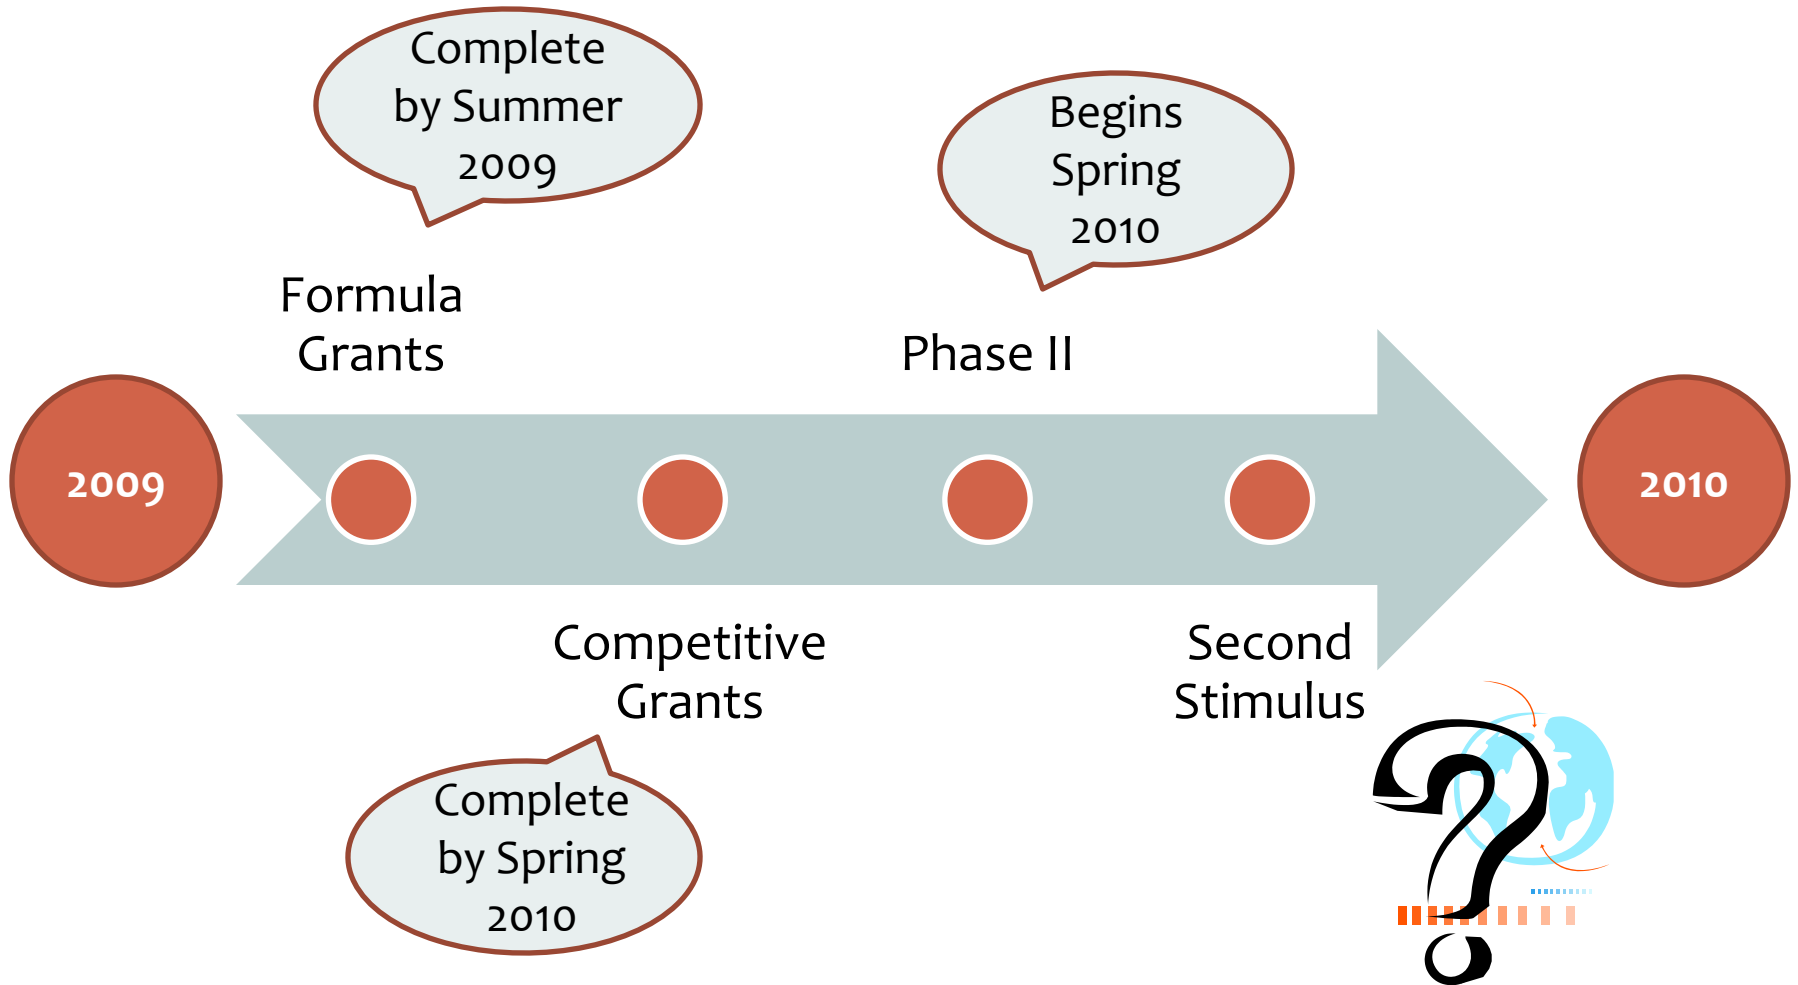 Complete
by Summer
2009
Begins
Spring
2010
Formula
Grants
Phase II
2009
2010
Competitive
Grants
Second
Stimulus
?
Complete
by Spring
2010